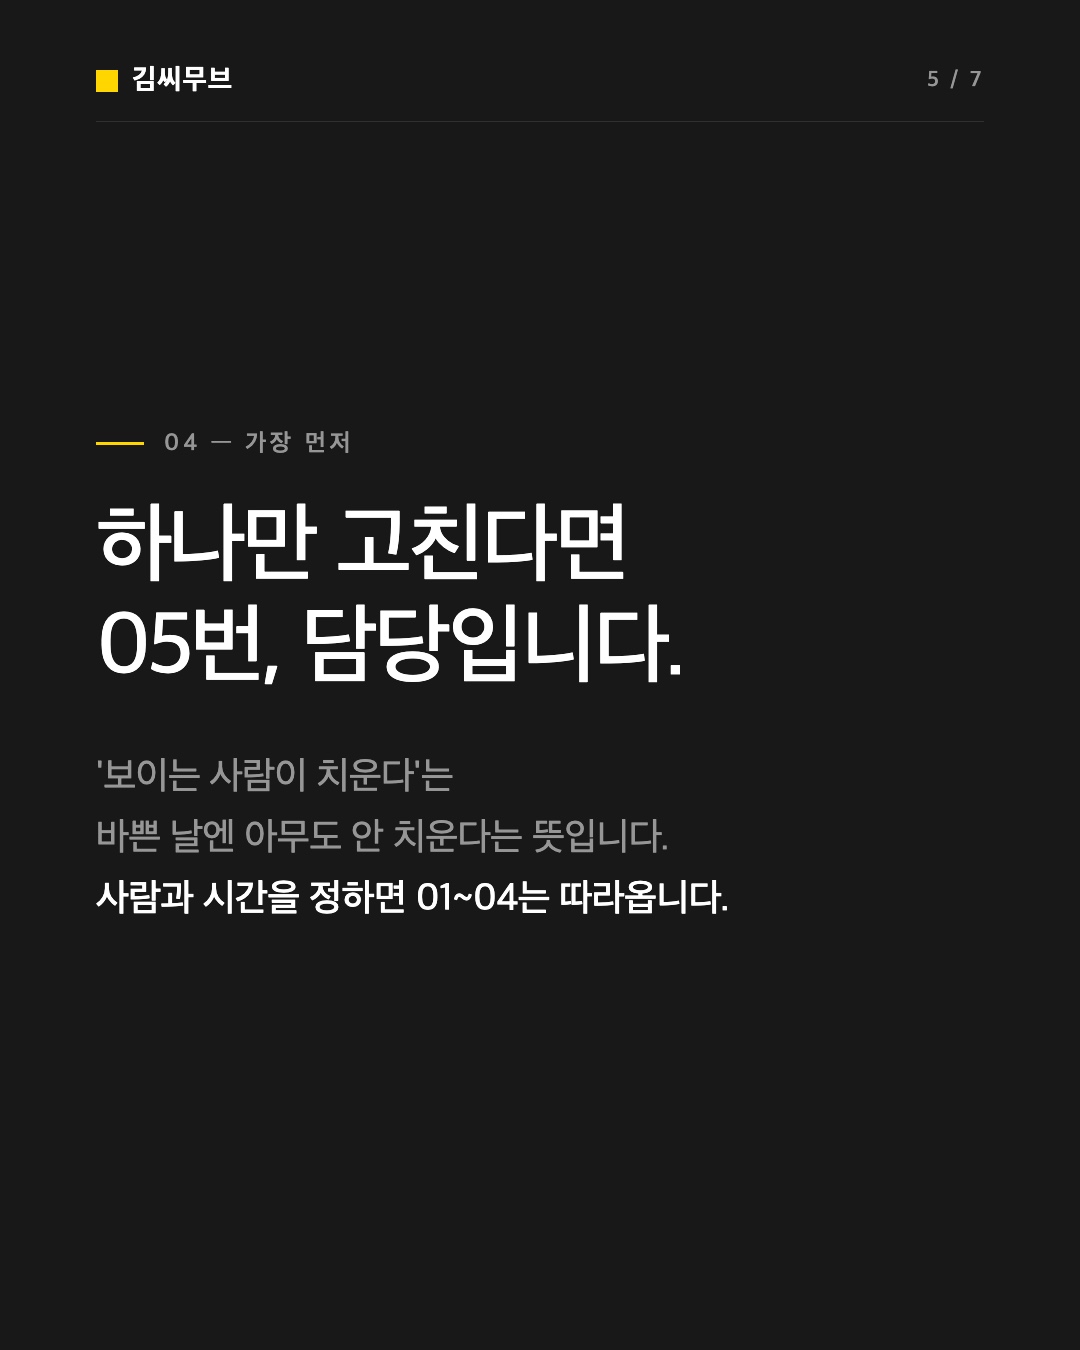 김씨무브
5 / 7
04 — 가장 먼저
하나만 고친다면
05번, 담당입니다.
'보이는 사람이 치운다'는
바쁜 날엔 아무도 안 치운다는 뜻입니다.
사람과 시간을 정하면 01~04는 따라옵니다.